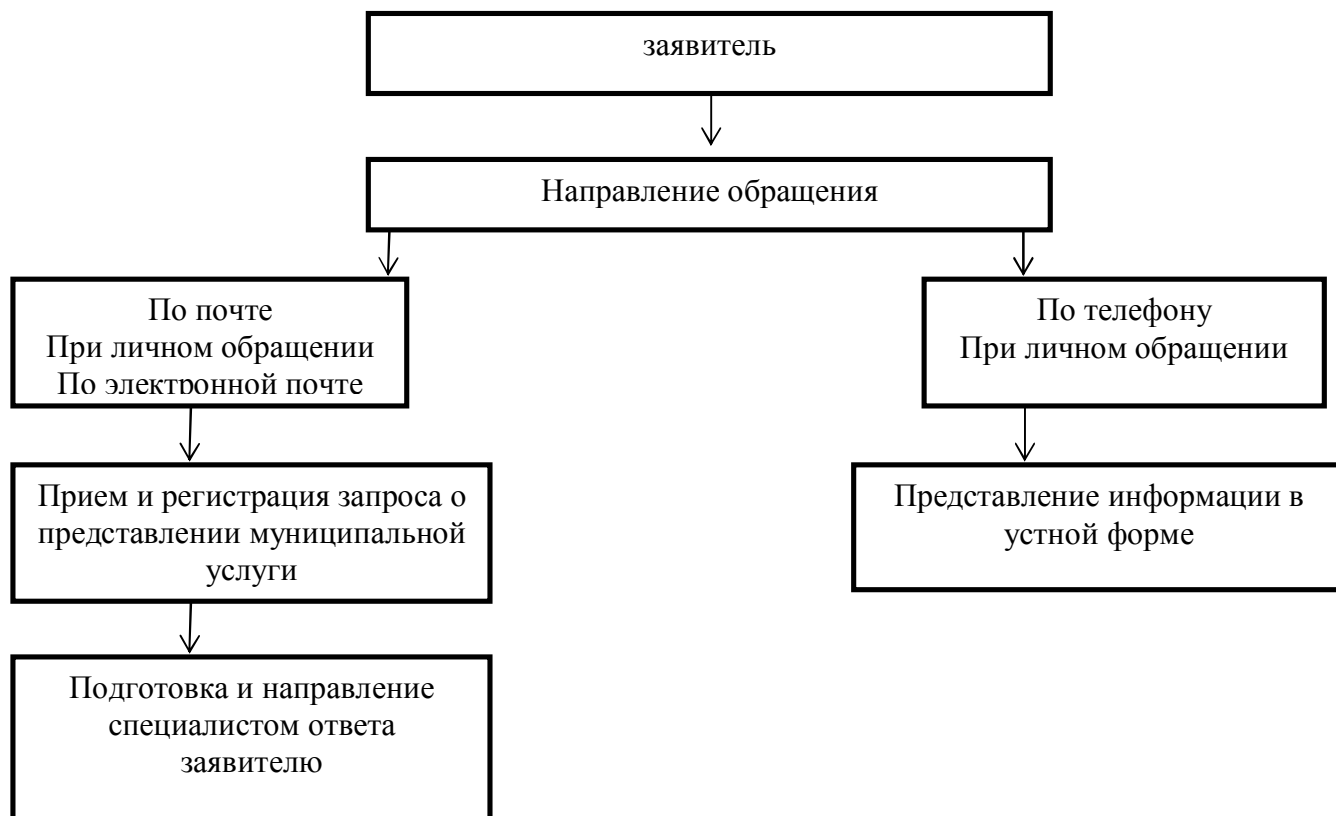 заявитель
Направление обращения
По почте
При личном обращении
По электронной почте
По телефону
При личном обращении
Прием и регистрация запроса о
представлении муниципальной
услуги
Представление информации в
устной форме
Подготовка и направление
специалистом ответа
заявителю